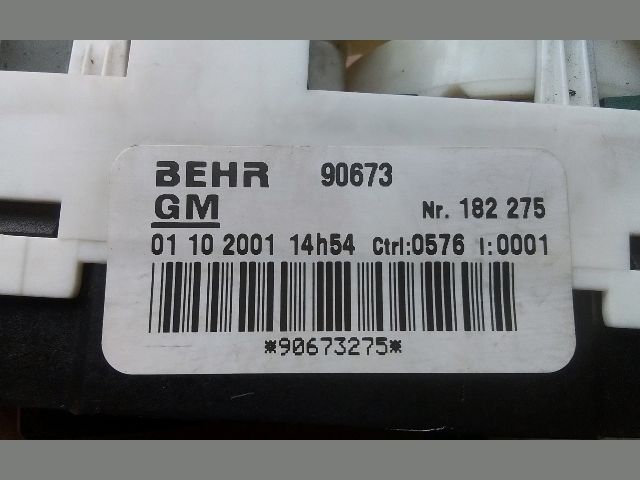 BEHR 90673
GM Nr. 182 275
01 10 2001 14h54 Ctrl:0576 I:0001
*90673275*